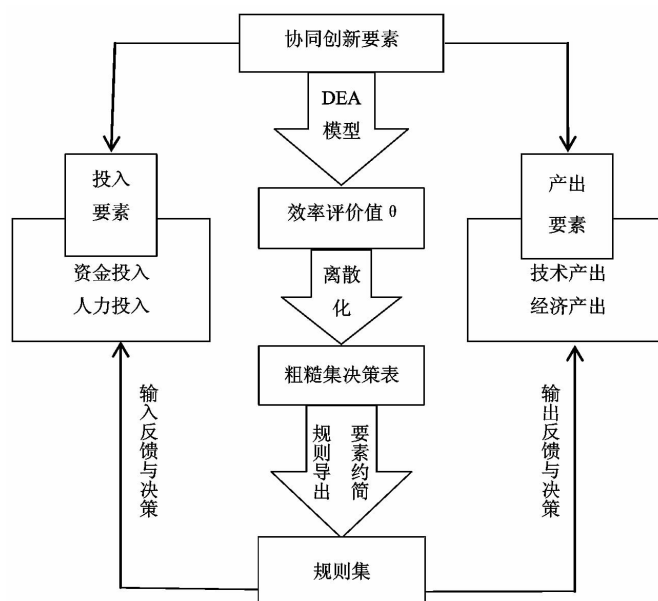 协同创新要素
DEA
模型
投入
要素
产出
要素
效率评价值 θ
资金投入
人力投入
离散
化
技术产出
经济产出
粗糙集决策表
输入反馈与决策
规则导出
要素约简
输出反馈与决策
规则集